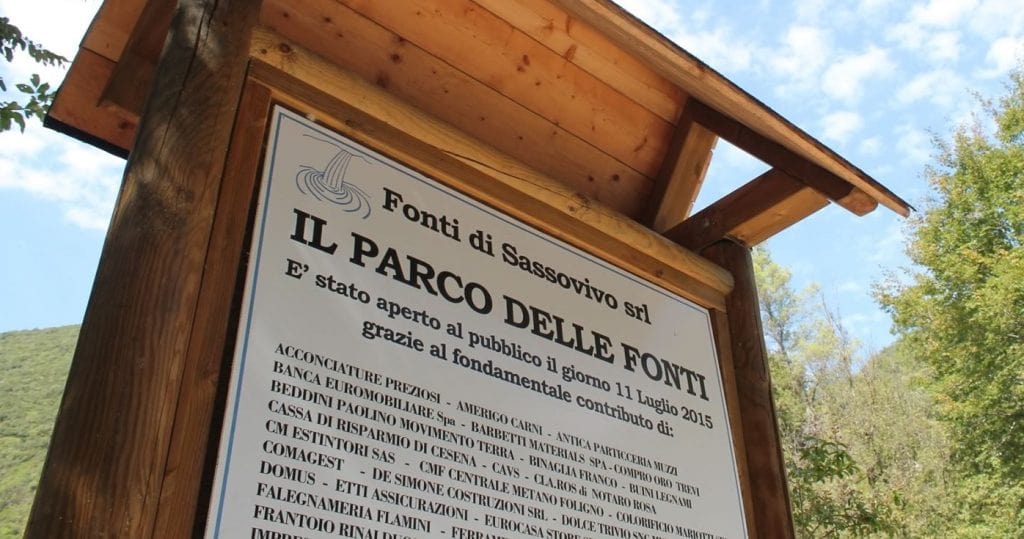 Fonti di Sassovivo srl
IL PARCO DELLE FONTI
E' stato aperto al pubblico il giorno 11 Luglio 2015
grazie al fondamentale contributo di:
ACCONCIATURE PREZIOSI - AMERIGO CARNI - ANTICA PARTICCERIA MUZZI
BANCA EUROMOBILIARE Spa - BARBETTI MATERIALS SPA - COMPRO ORO TREVI
BEDDINI PAOLINO MOVIMENTO TERRA - BINAGLIA FRANCO - BUINI LEGNAMI
CASSA DI RISPARMIO DI CESENA - CAVS - CLA.ROS di NOTARO ROSA
CM ESTINTORI SAS - CMF CENTRALE METANO FOLIGNO - COLORIFICIO
COMAGEST - DE SIMONE COSTRUZIONI SRL - DOLCE TRIVIO SNC
DOMUS - ETTI ASSICURAZIONI - EUROCASA STORE
FALEGNAMERIA FLAMINI -
FRANTOIO